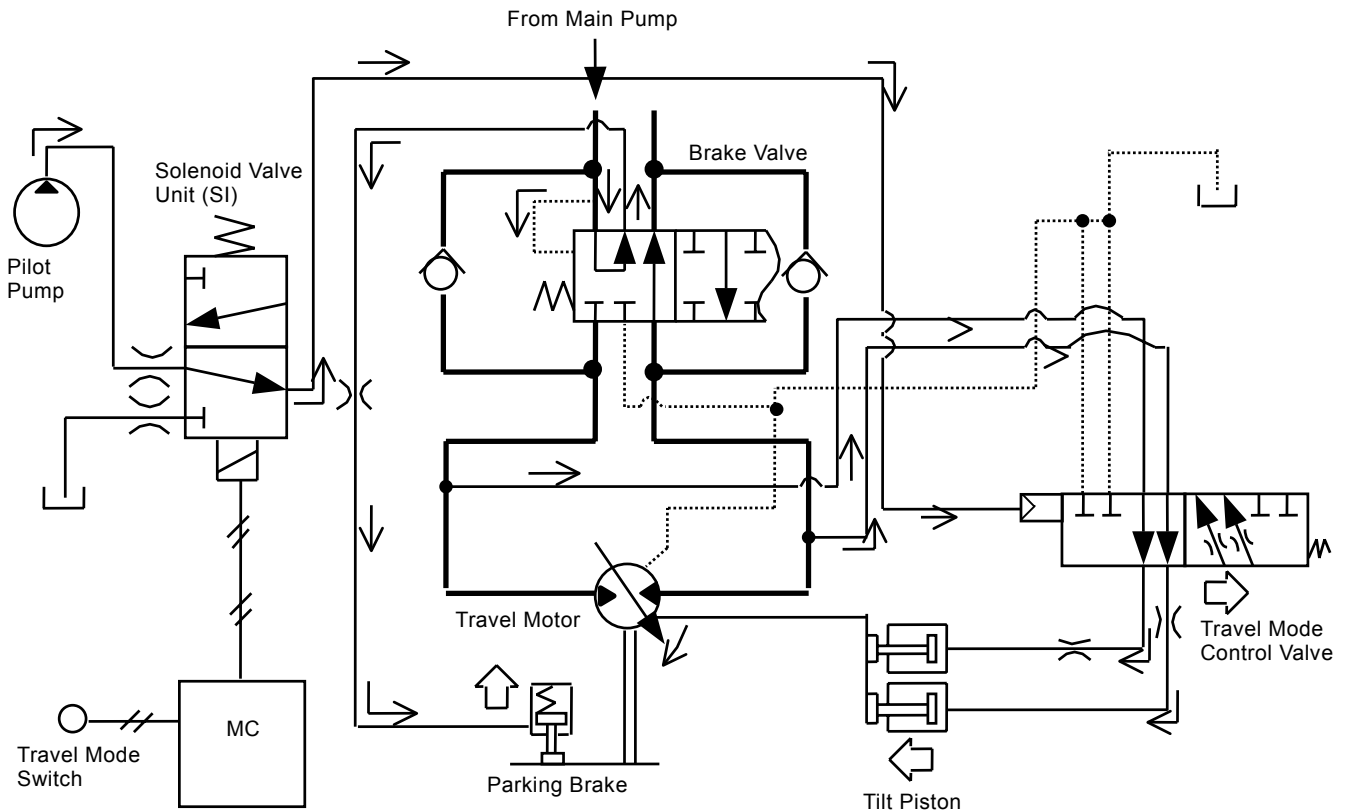 From Main Pump
Solenoid Valve
Unit (SI)
Brake Valve
Pilot
Pump
Travel Motor
Travel Mode
Control Valve
MC
Travel Mode
Switch
Parking Brake
Tilt Piston